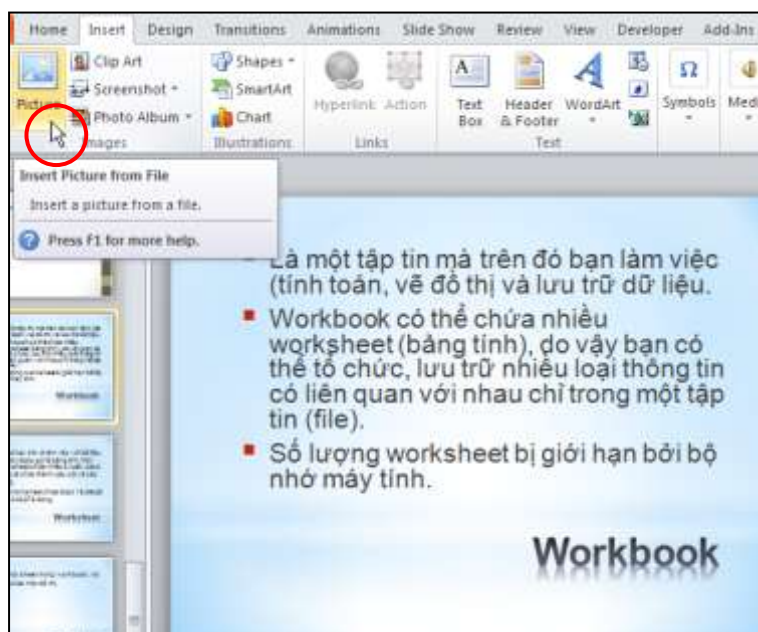 Home Insert Design Transitions Animations Slide Show Review View Developer Add-Ins
Clip Art
Screenshot
Photo Album
Picture
Images
Shapes
SmartArt
Chart
Illustrations
Hyperlink Action
Links
Text Box
Header & Footer
WordArt
Text
Symbols
Insert Picture from File
Insert a picture from a file.
Press F1 for more help.
Là một tập tin mà trên đó bạn làm việc
(tính toán, vẽ đồ thị và lưu trữ dữ liệu.
Workbook có thể chứa nhiều
worksheet (bảng tính), do vậy bạn có
thể tổ chức, lưu trữ nhiều loại thông tin
có liên quan với nhau chỉ trong một tập
tin (file).
Số lượng worksheet bị giới hạn bởi bộ
nhớ máy tính.
Workbook
Workbook
Worksheet